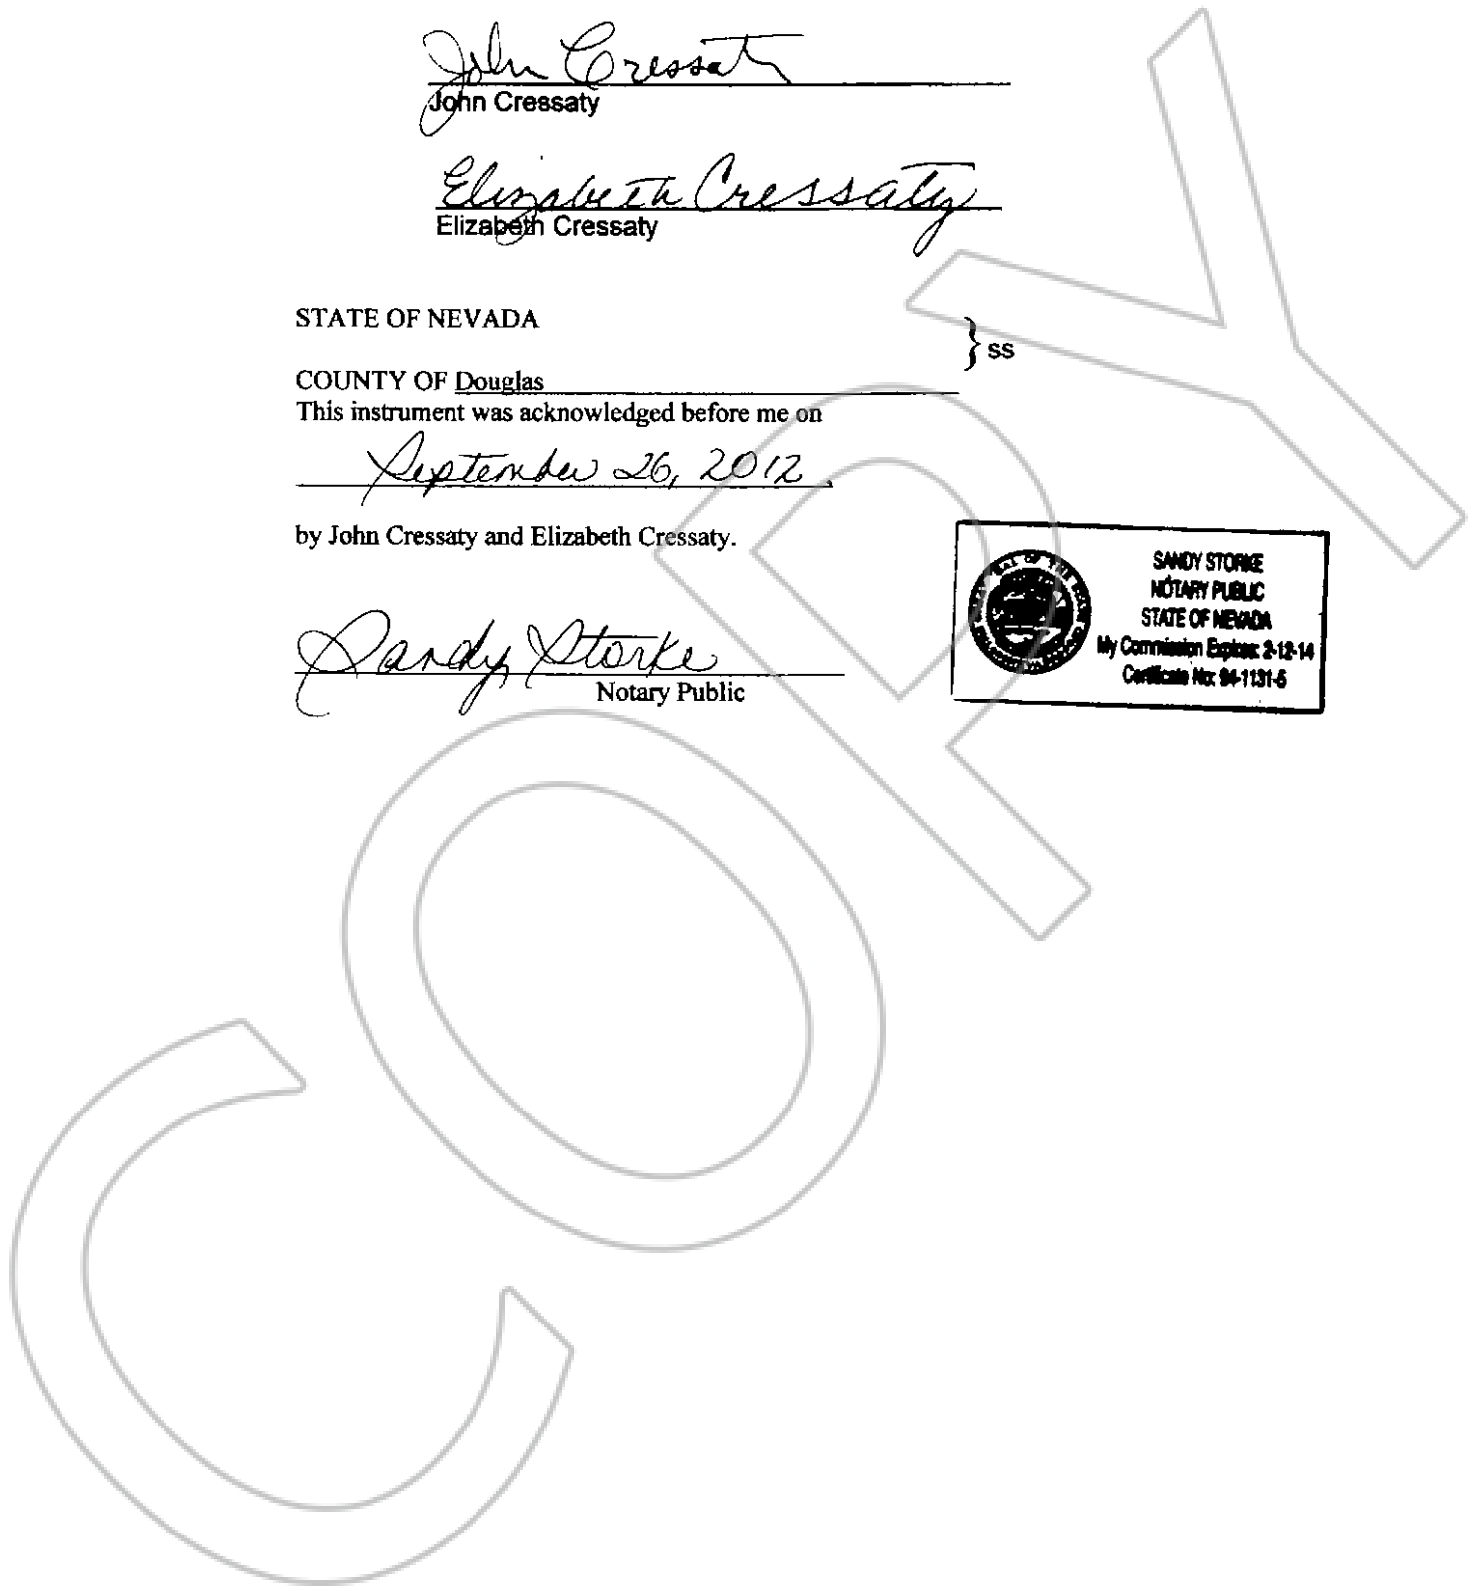 John Cressaty
John Cressaty
Elizabeth Cressaty
Elizabeth Cressaty
STATE OF NEVADA
} ss
COUNTY OF Douglas
This instrument was acknowledged before me on
September 26, 2012
by John Cressaty and Elizabeth Cressaty.
Sandy Storke
Notary Public
SANDY STORKE
NOTARY PUBLIC
STATE OF NEVADA
My Commission Expires: 2-12-14
Certificate No: 94-1131-5
COPY